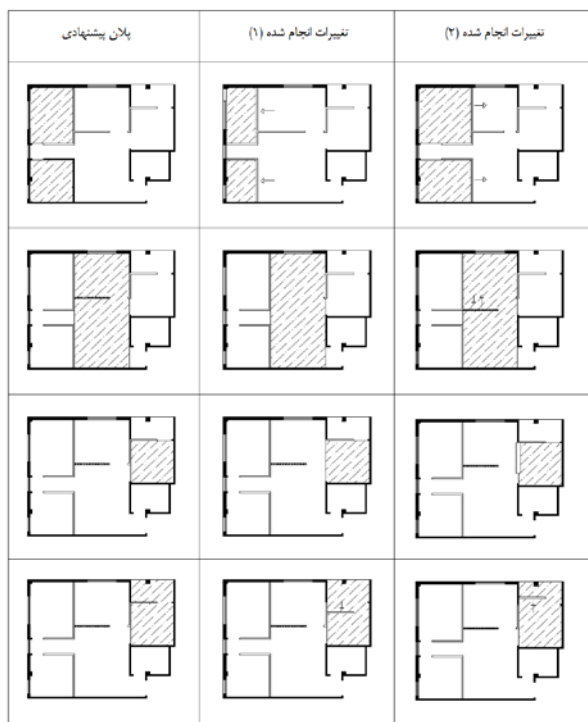 تغییرات انجام شده (۲)
تغییرات انجام شده (۱)
پلان پیشنهادی